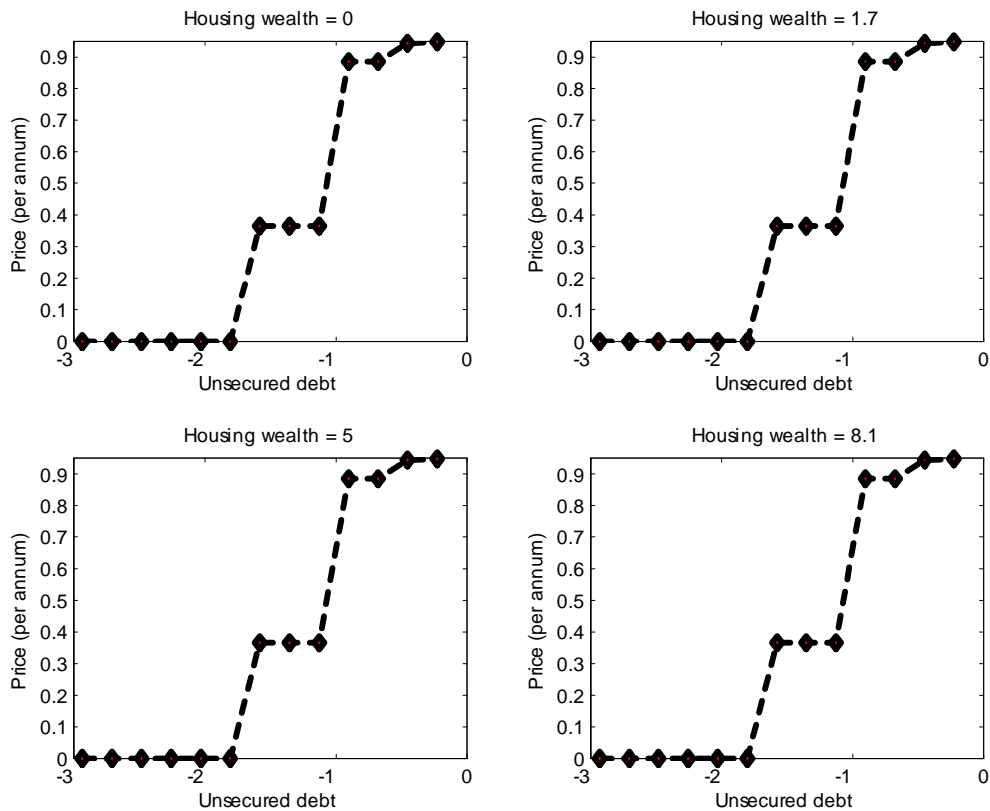 Housing wealth = 0
0.9
0.8
0.7
0.6
0.5
0.4
0.3
0.2
0.1
0
Price (per annum)
-3 -2 -1 0
Unsecured debt
Housing wealth = 1.7
0.9
0.8
0.7
0.6
0.5
0.4
0.3
0.2
0.1
0
Price (per annum)
-3 -2 -1 0
Unsecured debt
Housing wealth = 5
0.9
0.8
0.7
0.6
0.5
0.4
0.3
0.2
0.1
0
Price (per annum)
-3 -2 -1 0
Unsecured debt
Housing wealth = 8.1
0.9
0.8
0.7
0.6
0.5
0.4
0.3
0.2
0.1
0
Price (per annum)
-3 -2 -1 0
Unsecured debt